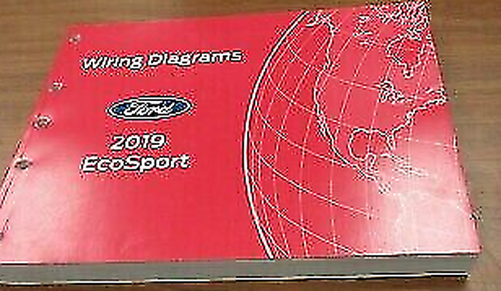 Wiring Diagrams
Ford
2019
EcoSport